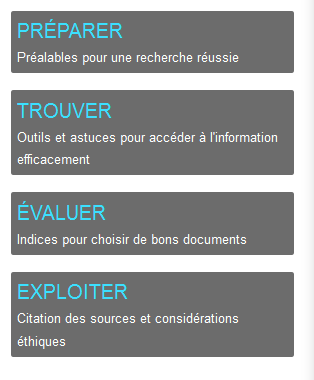 PRÉPARER
Préalables pour une recherche réussie
TROUVER
Outils et astuces pour accéder à l'information
efficacement
ÉVALUER
Indices pour choisir de bons documents
EXPLOITER
Citation des sources et considérations
éthiques